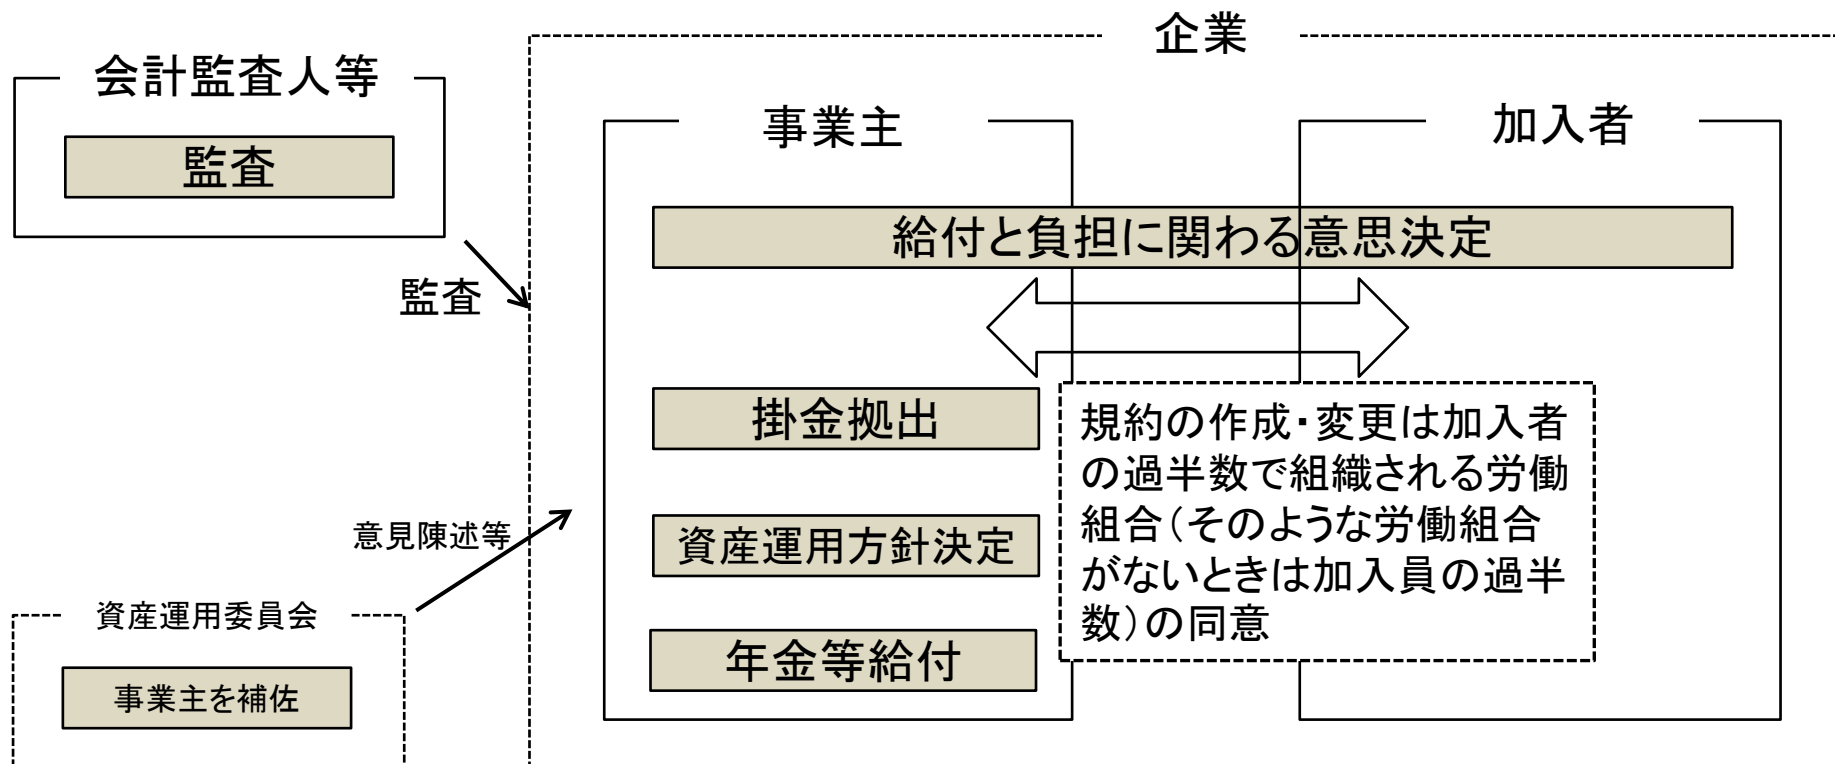 企業
会計監査人等
監査
監査
事業主
加入者
給付と負担に関わる意思決定
掛金拠出
資産運用方針決定
年金等給付
規約の作成・変更は加入者
の過半数で組織される労働
組合(そのような労働組合
がないときは加入員の過半
数)の同意
意見陳述等
資産運用委員会
事業主を補佐